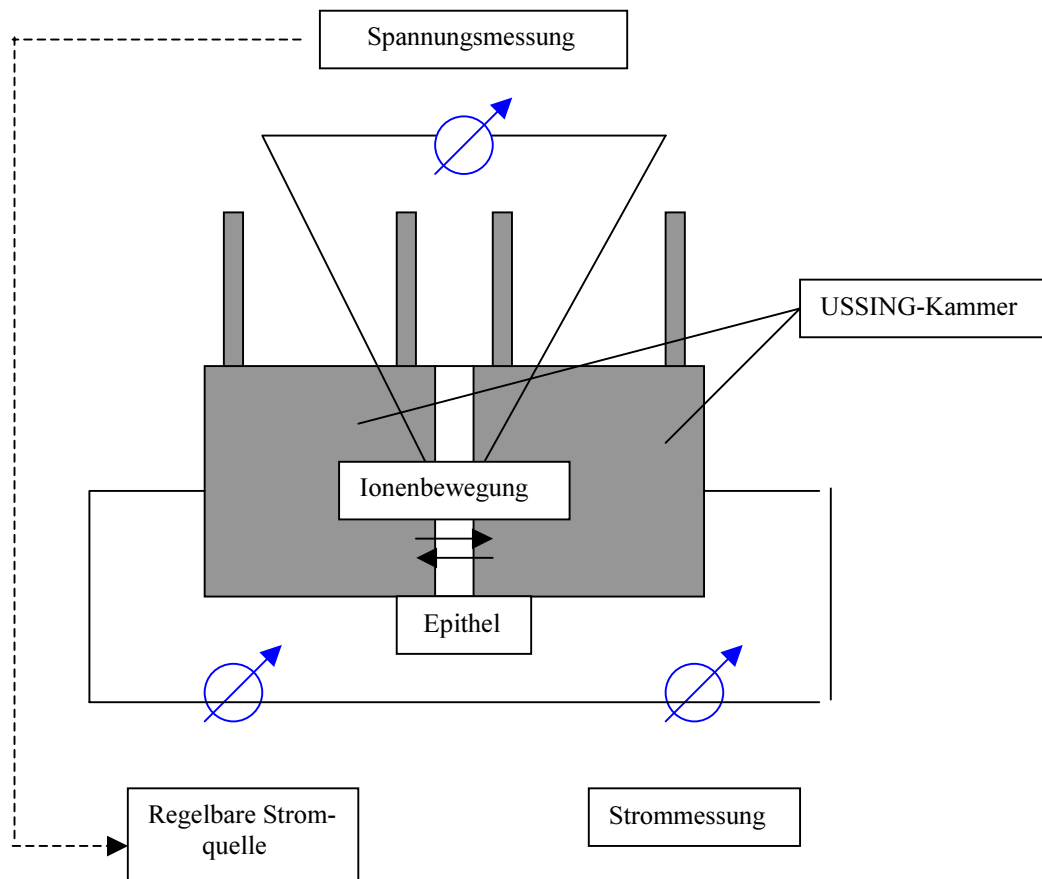 Spannungsmessung
USSING-Kammer
Ionenbewegung
Epithel
Regelbare Strom-
quelle
Strommessung